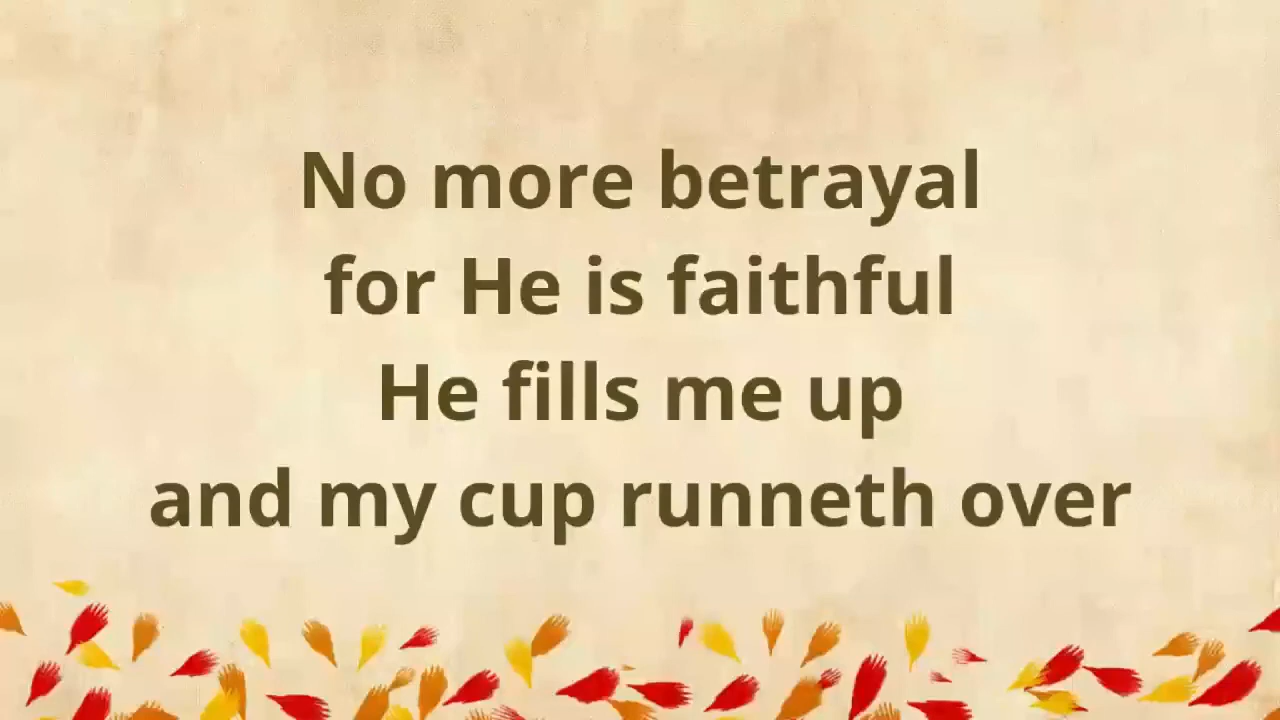 No more betrayal
for He is faithful
He fills me up
and my cup runneth over